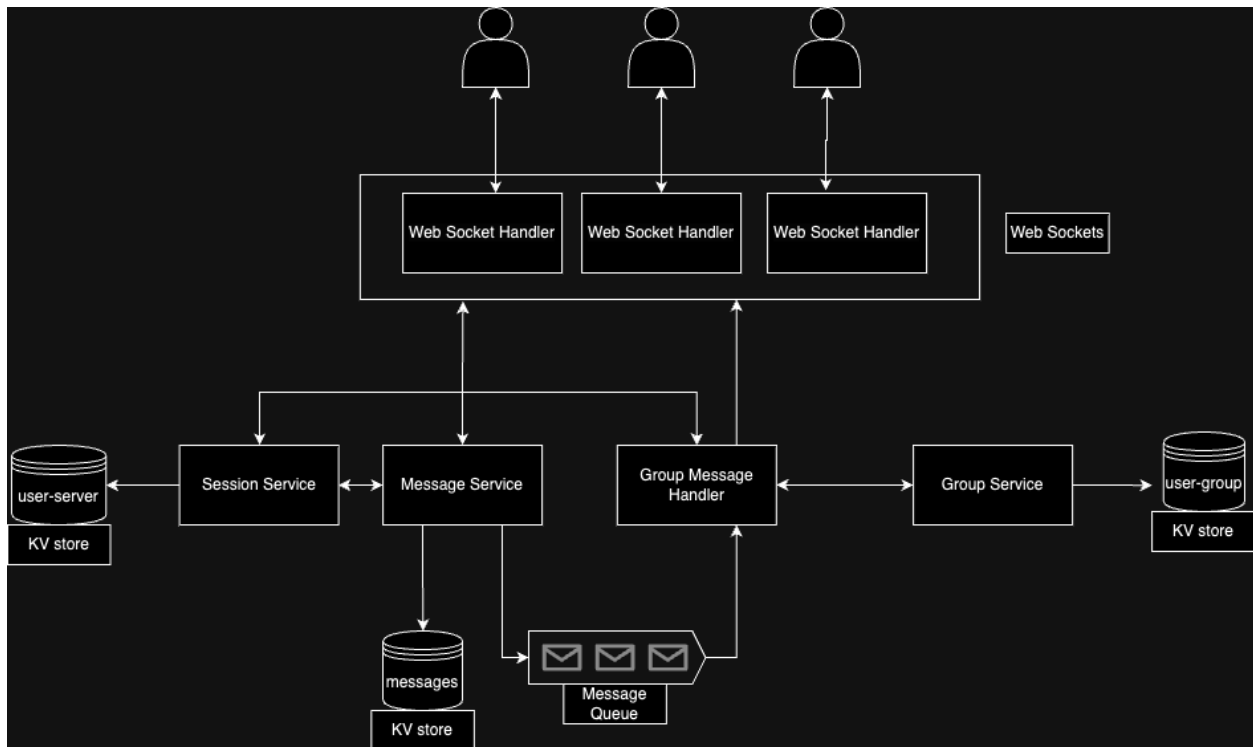 Web Socket Handler
Web Socket Handler
Web Socket Handler
Web Sockets
user-server
KV store
Session Service
Message Service
Group Message
Handler
Group Service
user-group
KV store
messages
KV store
Message
Queue